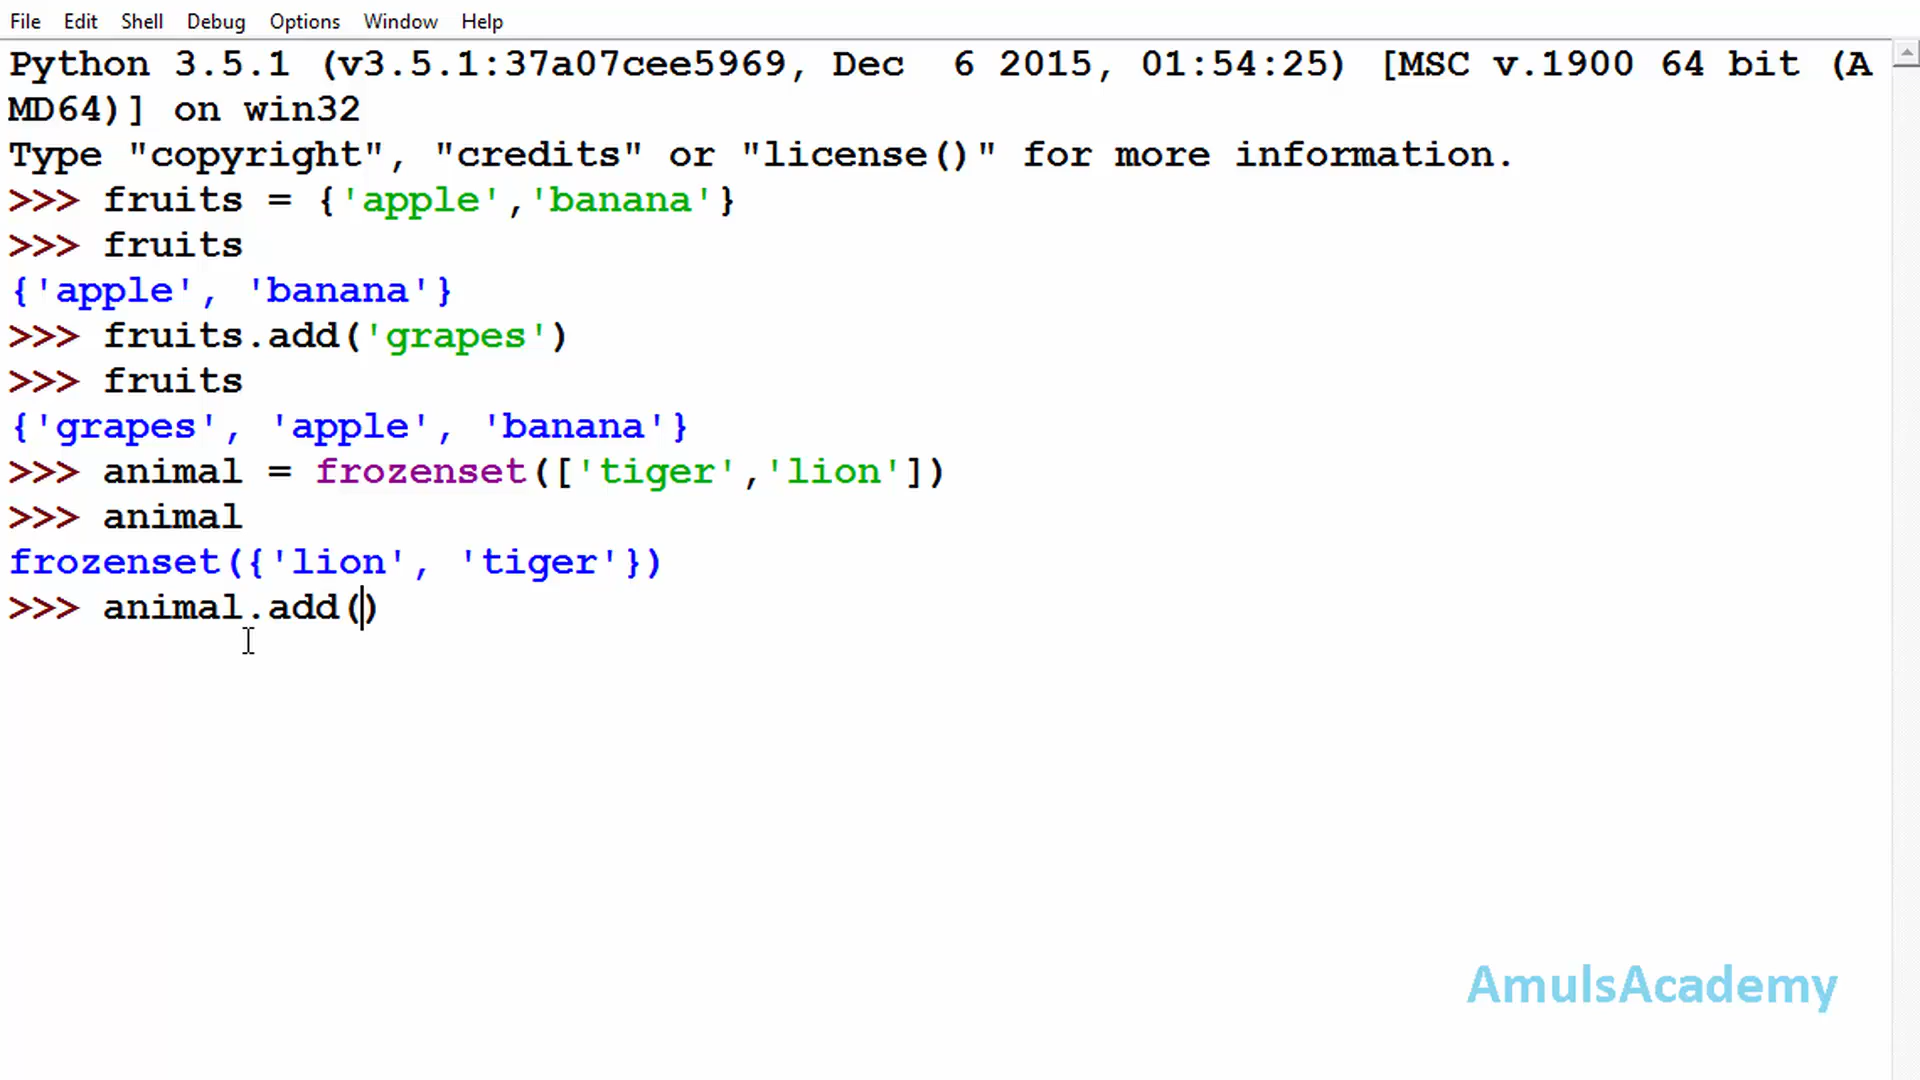 File Edit Shell Debug Options Window Help
Python 3.5.1 (v3.5.1:37a07cee5969, Dec  6 2015, 01:54:25) [MSC v.1900 64 bit (A
MD64)] on win32
Type "copyright", "credits" or "license()" for more information.
>>> fruits = {'apple','banana'}
>>> fruits
{'apple', 'banana'}
>>> fruits.add('grapes')
>>> fruits
{'grapes', 'apple', 'banana'}
>>> animal = frozenset(['tiger','lion'])
>>> animal
frozenset({'lion', 'tiger'})
>>> animal.add()
AmulsAcademy